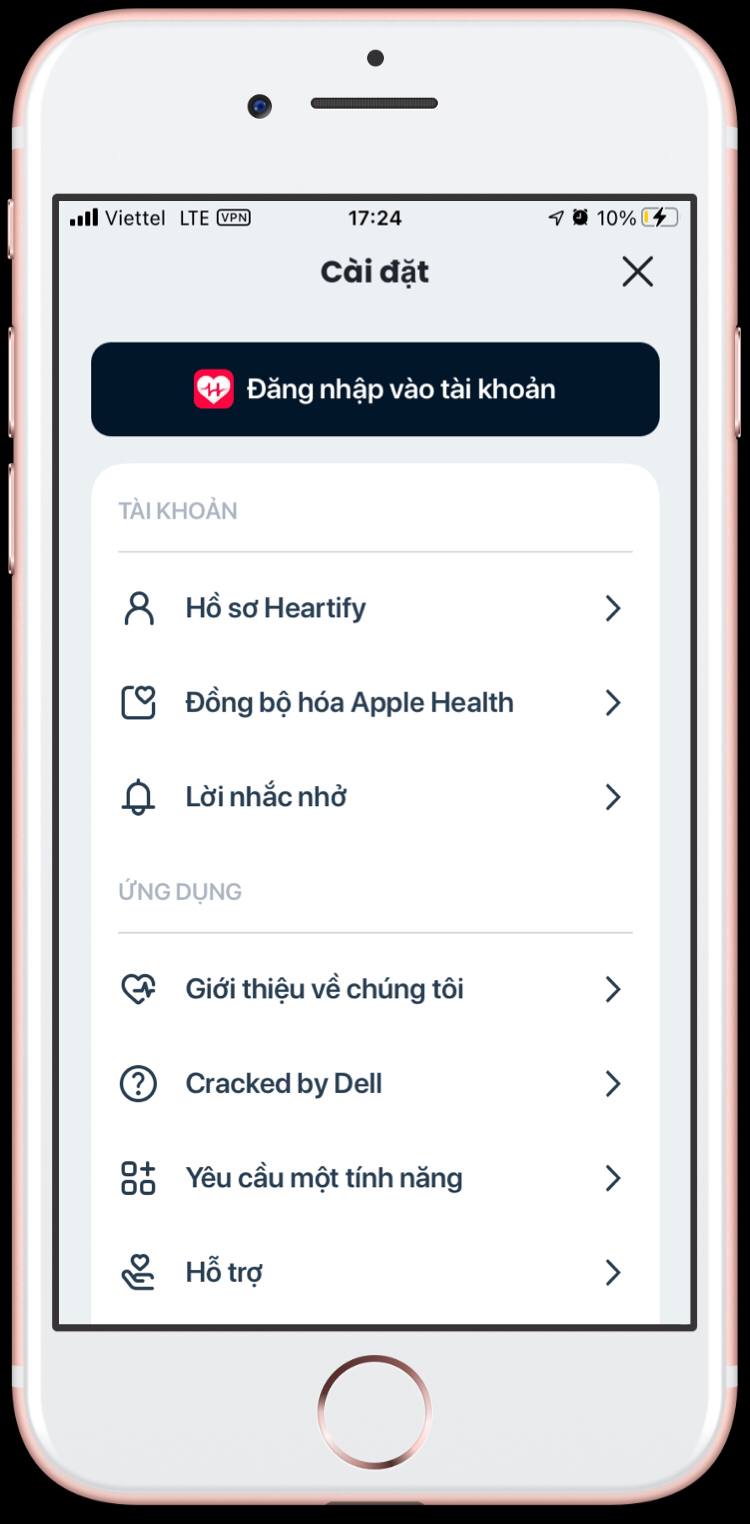 Viettel LTE VPN 17:24 10%
Cài đặt
Đăng nhập vào tài khoản
TÀI KHOẢN
Hồ sơ Heartify
Đồng bộ hóa Apple Health
Lời nhắc nhở
ỨNG DỤNG
Giới thiệu về chúng tôi
Cracked by Dell
Yêu cầu một tính năng
Hỗ trợ